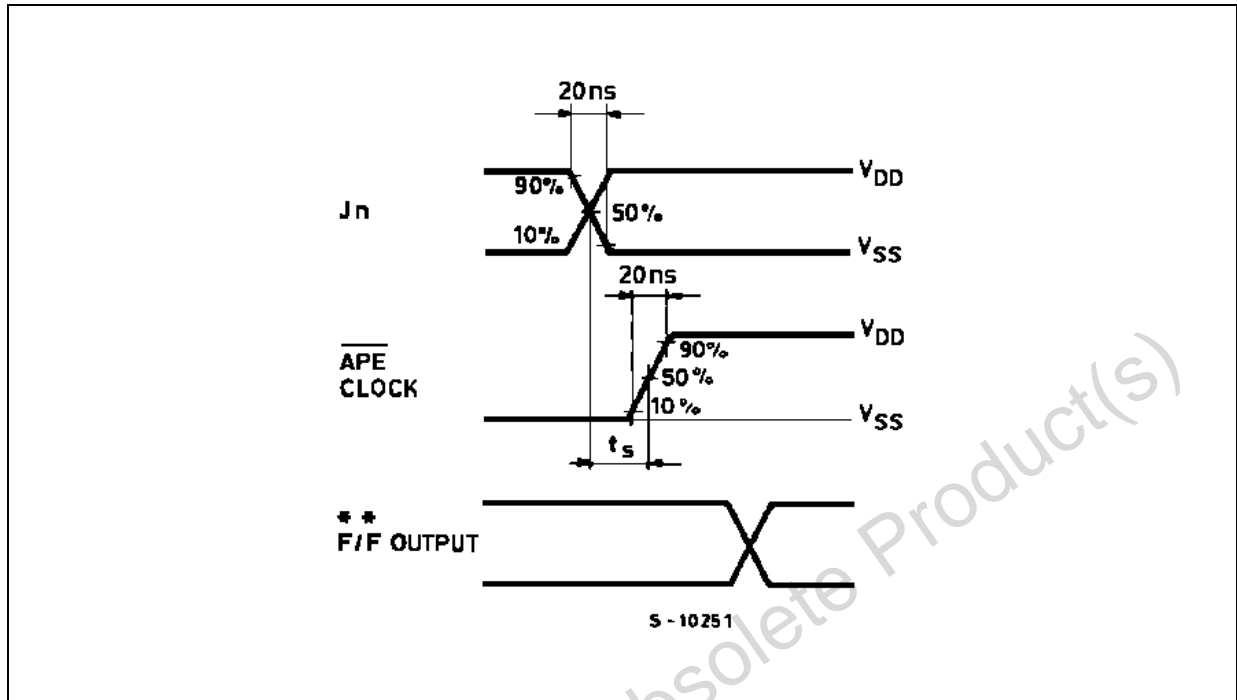 20ns
V_DD
90%
Jn
50%
10%
V_SS
20ns
V_DD
90%
APE
50%
CLOCK
10%
V_SS
t_s
* *
F/F OUTPUT
S-10251
bsolete Product(s)